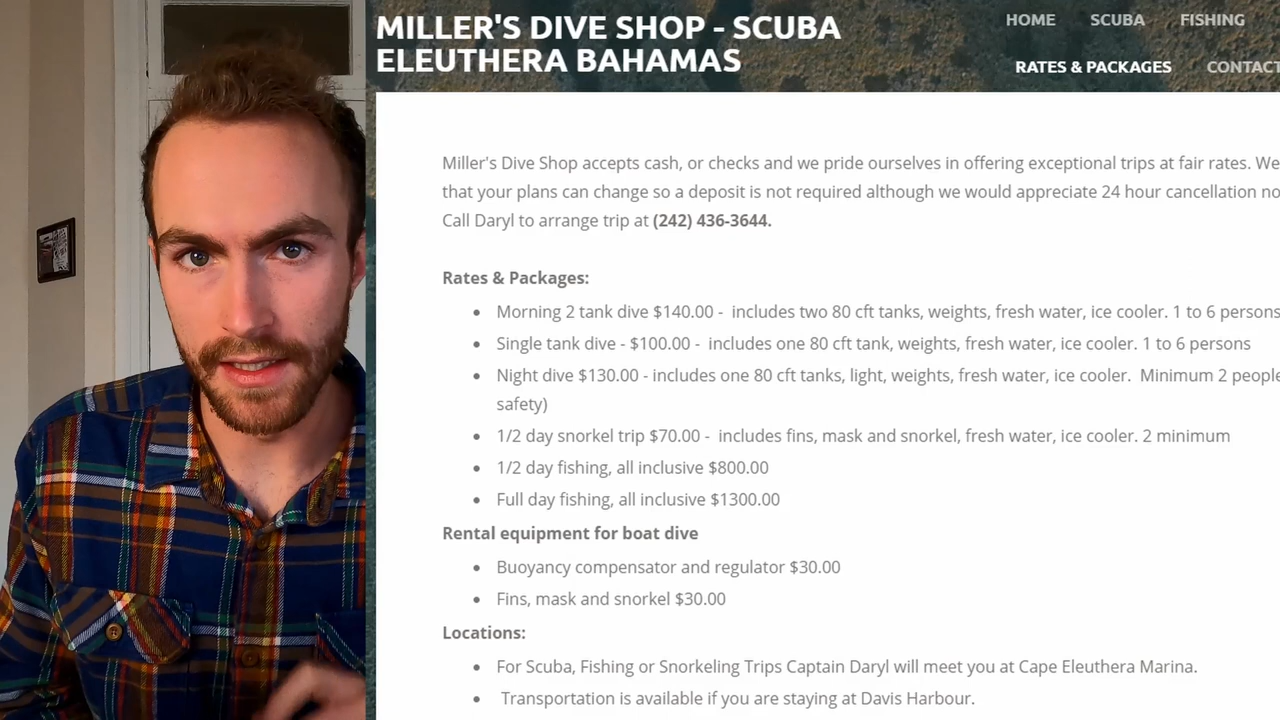 MILLER'S DIVE SHOP - SCUBA
ELEUTHERA BAHAMAS
HOME SCUBA FISHING
RATES & PACKAGES CONTACT
Miller's Dive Shop accepts cash, or checks and we pride ourselves in offering exceptional trips at fair rates. We
that your plans can change so a deposit is not required although we would appreciate 24 hour cancellation no
Call Daryl to arrange trip at (242) 436-3644.
Rates & Packages:
• Morning 2 tank dive $140.00 - includes two 80 cft tanks, weights, fresh water, ice cooler. 1 to 6 persons
• Single tank dive - $100.00 - includes one 80 cft tank, weights, fresh water, ice cooler. 1 to 6 persons
• Night dive $130.00 - includes one 80 cft tanks, light, weights, fresh water, ice cooler. Minimum 2 people
safety)
• 1/2 day snorkel trip $70.00 - includes fins, mask and snorkel, fresh water, ice cooler. 2 minimum
• 1/2 day fishing, all inclusive $800.00
• Full day fishing, all inclusive $1300.00
Rental equipment for boat dive
• Buoyancy compensator and regulator $30.00
• Fins, mask and snorkel $30.00
Locations:
• For Scuba, Fishing or Snorkeling Trips Captain Daryl will meet you at Cape Eleuthera Marina.
• Transportation is available if you are staying at Davis Harbour.